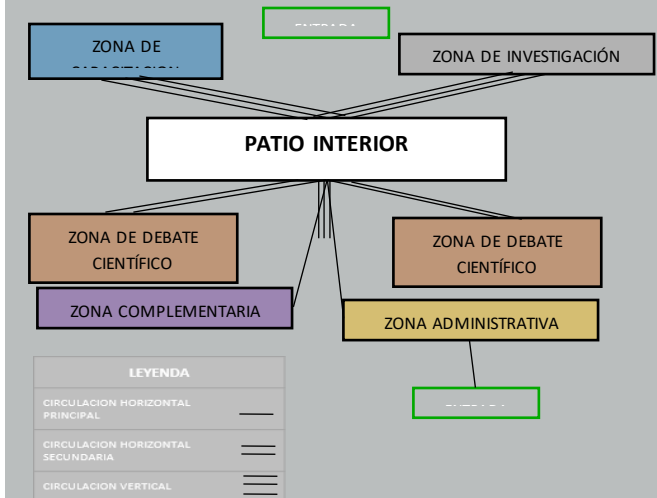 ZONA DE
CAPACITACION
ZONA DE INVESTIGACIÓN
PATIO INTERIOR
ZONA DE DEBATE
CIENTÍFICO
ZONA DE DEBATE
CIENTÍFICO
ZONA COMPLEMENTARIA
ZONA ADMINISTRATIVA
LEYENDA
CIRCULACION HORIZONTAL
PRINCIPAL
CIRCULACION HORIZONTAL
SECUNDARIA
CIRCULACION VERTICAL